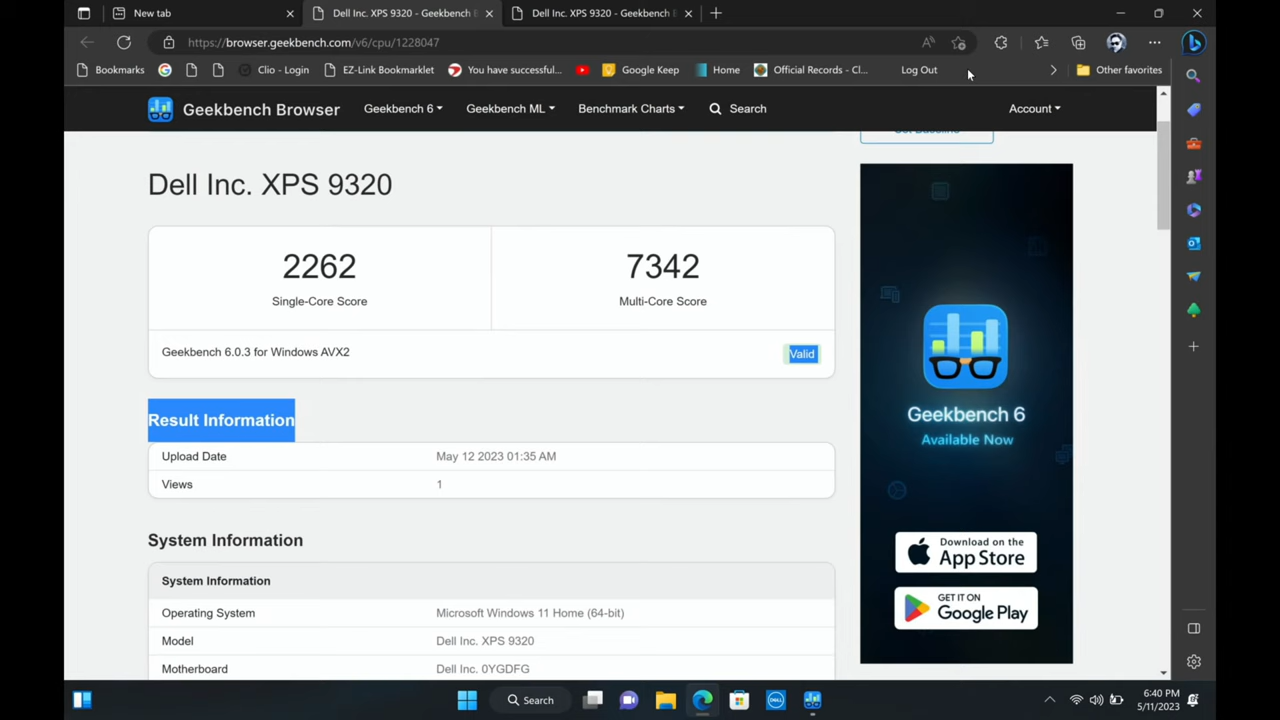 New tab
Dell Inc. XPS 9320 - Geekbench
Dell Inc. XPS 9320 - Geekbench
https://browser.geekbench.com/v6/cpu/1228047
Bookmarks
Clio - Login
EZ-Link Bookmarklet
You have successful...
Google Keep
Home
Official Records - Cl...
Log Out
Other favorites
Geekbench Browser
Geekbench 6
Geekbench ML
Benchmark Charts
Search
Account
Dell Inc. XPS 9320
2262
Single-Core Score
7342
Multi-Core Score
Geekbench 6.0.3 for Windows AVX2
Valid
Result Information
Upload Date May 12 2023 01:35 AM
Views 1
System Information
System Information
Operating System Microsoft Windows 11 Home (64-bit)
Model Dell Inc. XPS 9320
Motherboard Dell Inc. 0YGDFG
Geekbench 6
Available Now
Download on the
App Store
GET IT ON
Google Play
Search
DELL
6:40 PM
5/11/2023